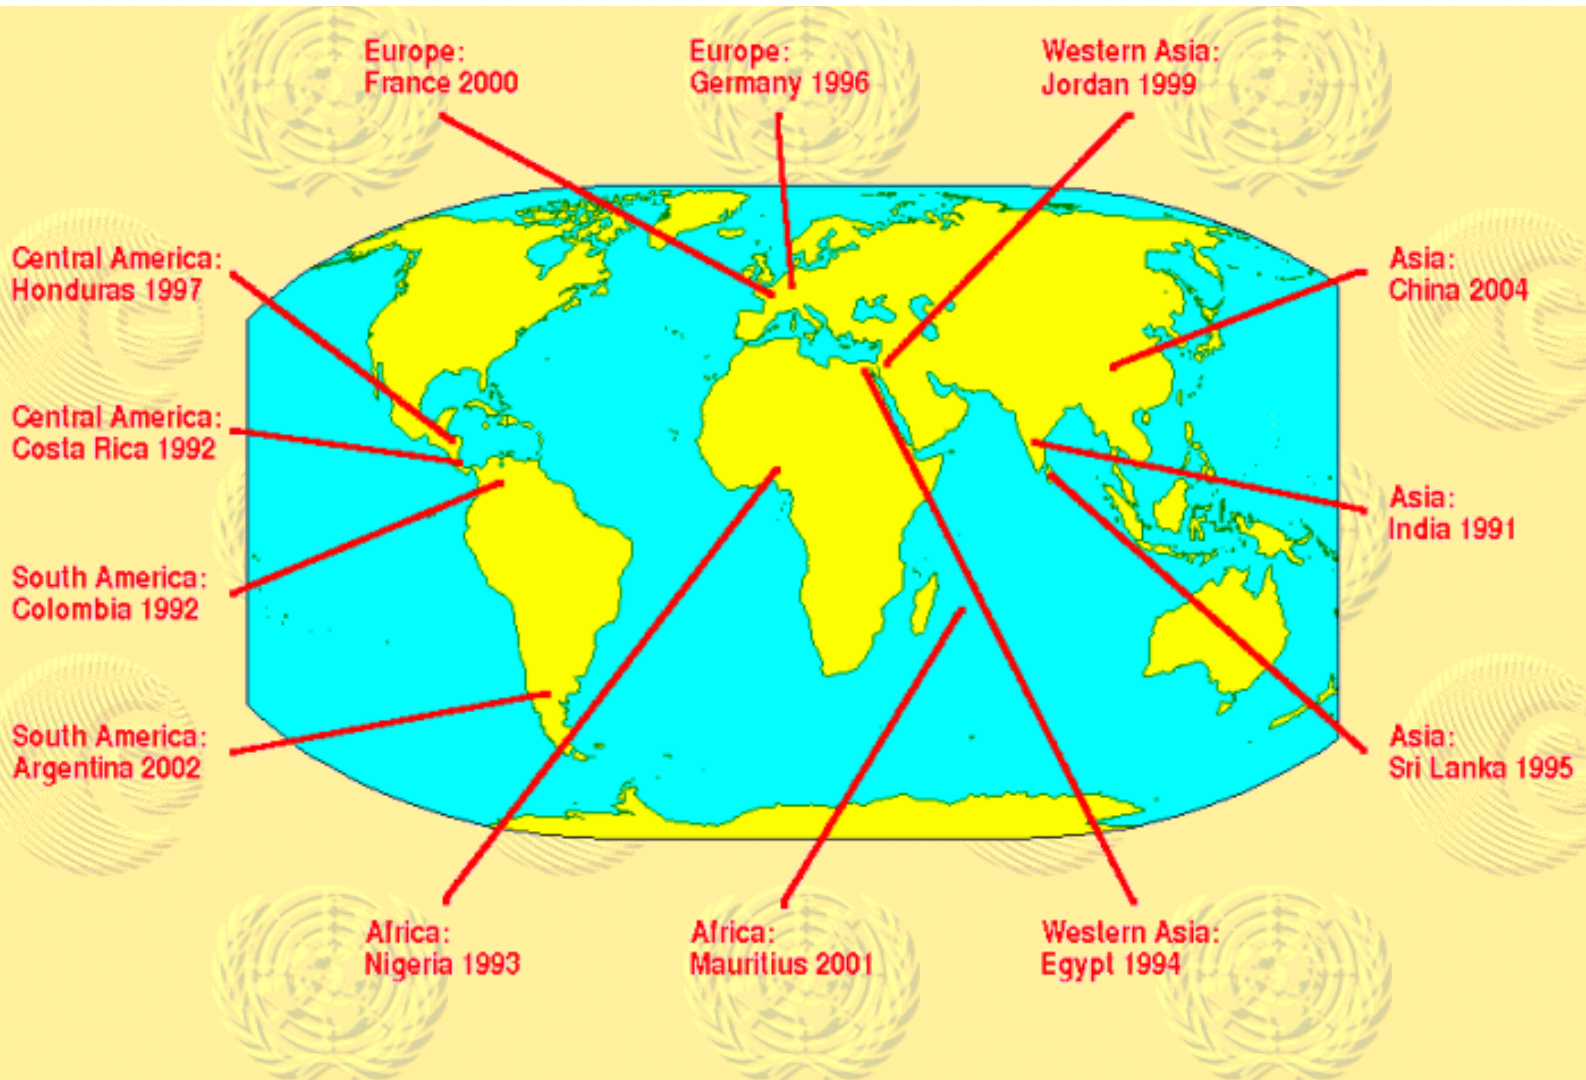 Europe:
France 2000
Europe:
Germany 1996
Western Asia:
Jordan 1999
Central America:
Honduras 1997
Asia:
China 2004
Central America:
Costa Rica 1992
Asia:
India 1991
South America:
Colombia 1992
South America:
Argentina 2002
Asia:
Sri Lanka 1995
Africa:
Nigeria 1993
Africa:
Mauritius 2001
Western Asia:
Egypt 1994